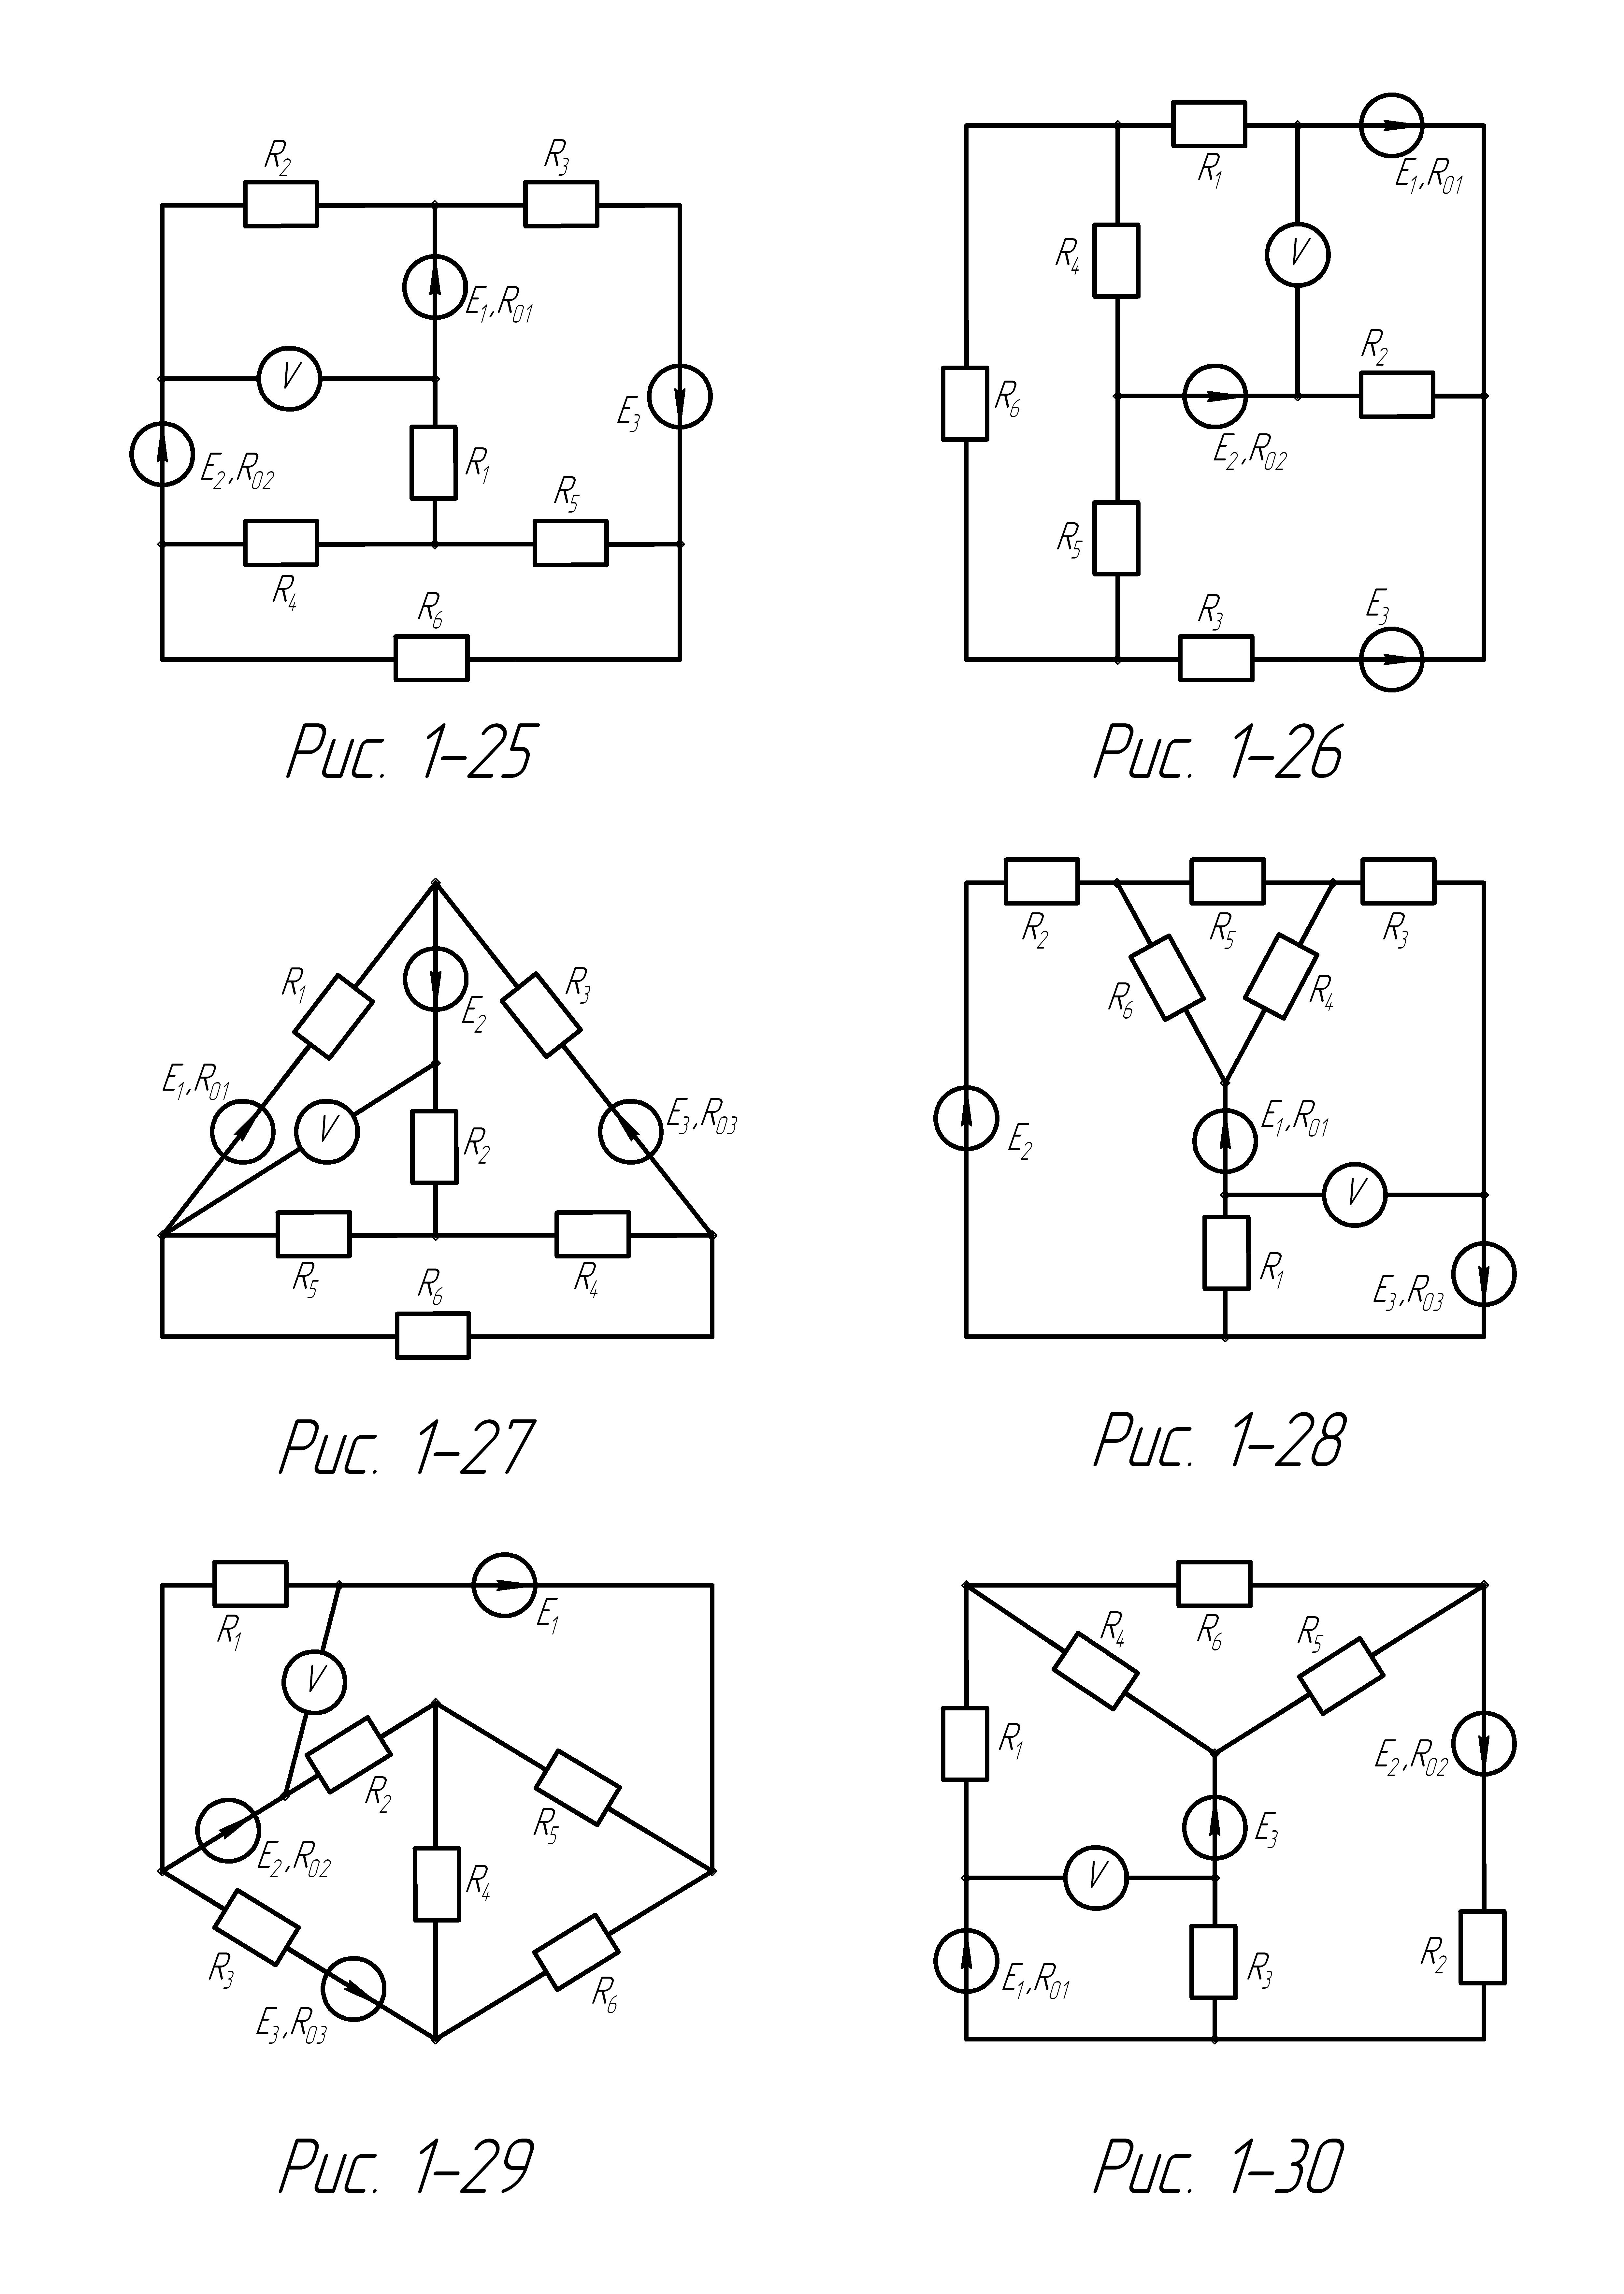 R2
R3
E1,R01
V
E3
E2,R02
R1
R5
R4
R6
Рис. 1-25
R1
E1,R01
R4
V
R2
R6
E2,R02
R5
R3
E3
Рис. 1-26
R1
R3
E2
E1,R01
V
R2
E3,R03
R5
R4
R6
Рис. 1-27
R2
R5
R3
R6
R4
E1,R01
E2
V
R1
E3,R03
Рис. 1-28
R1
E1
V
R2
R5
E2,R02
R4
R3
E3,R03
R6
Рис. 1-29
R4
R6
R5
R1
E2,R02
E3
V
R2
E1,R01
R3
Рис. 1-30